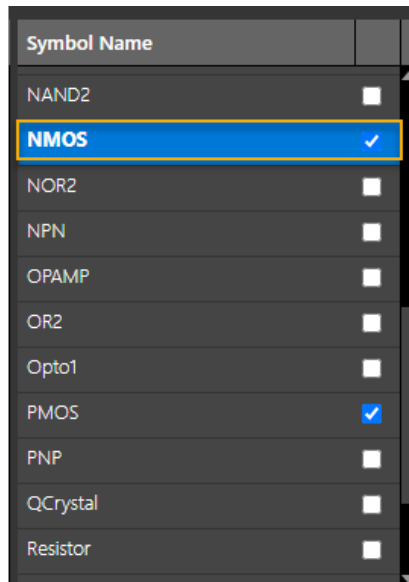 Symbol Name
NAND2
NMOS
NOR2
NPN
OPAMP
OR2
Opto1
PMOS
PNP
QCrystal
Resistor